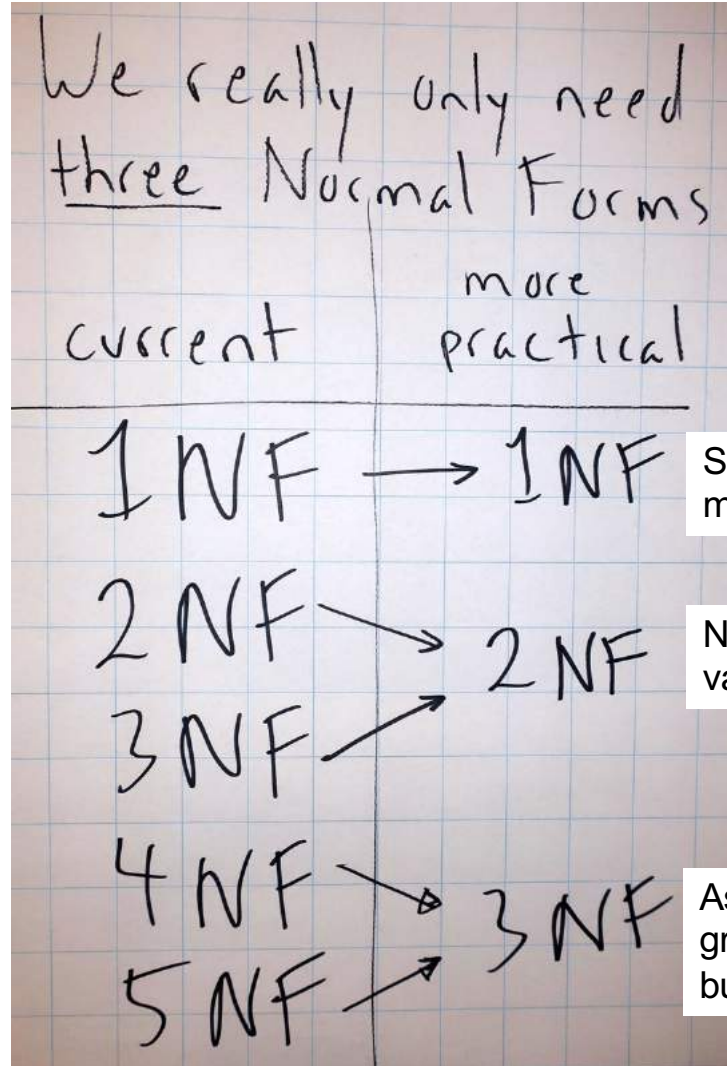 We really only need
three Normal Forms
current
more
practical
1NF → 1NF
2NF
2NF
3NF
4NF
3NF
5NF